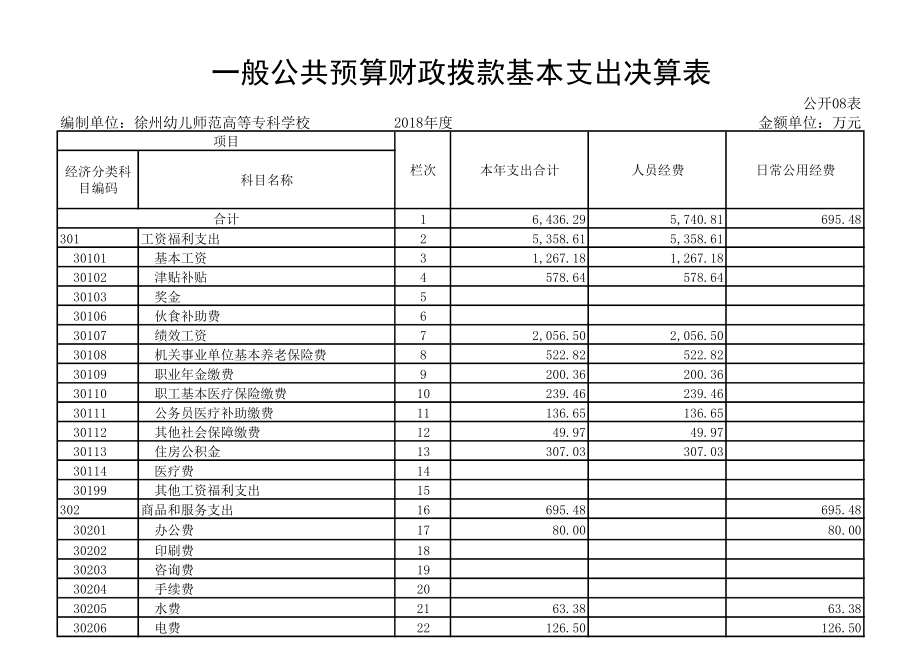 一般公共预算财政拨款基本支出决算表
公开08表
编制单位：徐州幼儿师范高等专科学校 2018年度 金额单位：万元
项目 栏次 本年支出合计 人员经费 日常公用经费
经济分类科目编码 科目名称
合计 1 6,436.29 5,740.81 695.48
301 工资福利支出 2 5,358.61 5,358.61
30101 基本工资 3 1,267.18 1,267.18
30102 津贴补贴 4 578.64 578.64
30103 奖金 5
30106 伙食补助费 6
30107 绩效工资 7 2,056.50 2,056.50
30108 机关事业单位基本养老保险费 8 522.82 522.82
30109 职业年金缴费 9 200.36 200.36
30110 职工基本医疗保险缴费 10 239.46 239.46
30111 公务员医疗补助缴费 11 136.65 136.65
30112 其他社会保障缴费 12 49.97 49.97
30113 住房公积金 13 307.03 307.03
30114 医疗费 14
30199 其他工资福利支出 15
302 商品和服务支出 16 695.48 695.48
30201 办公费 17 80.00 80.00
30202 印刷费 18
30203 咨询费 19
30204 手续费 20
30205 水费 21 63.38 63.38
30206 电费 22 126.50 126.50